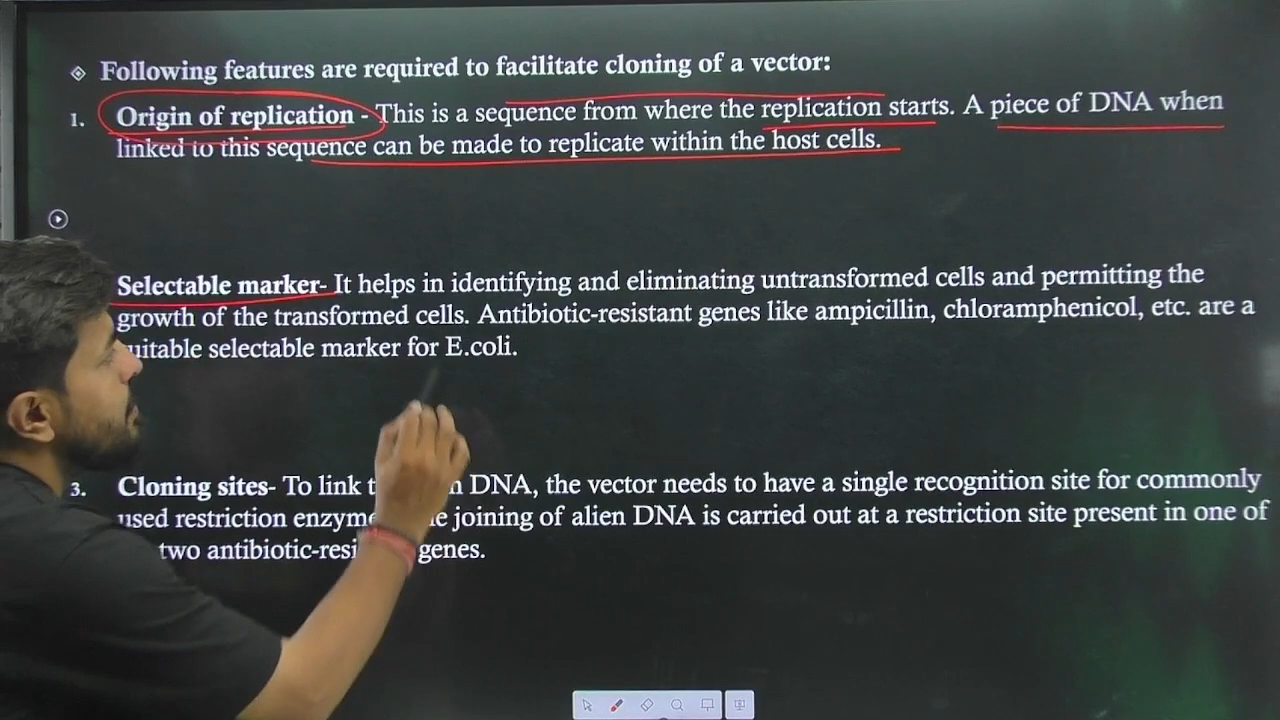 Following features are required to facilitate cloning of a vector:
1. Origin of replication - This is a sequence from where the replication starts. A piece of DNA when
linked to this sequence can be made to replicate within the host cells.
Selectable marker- It helps in identifying and eliminating untransformed cells and permitting the
growth of the transformed cells. Antibiotic-resistant genes like ampicillin, chloramphenicol, etc. are a
uitable selectable marker for E.coli.
3. Cloning sites- To link DNA, the vector needs to have a single recognition site for commonly
used restriction joining of alien DNA is carried out at a restriction site present in one of
two genes.